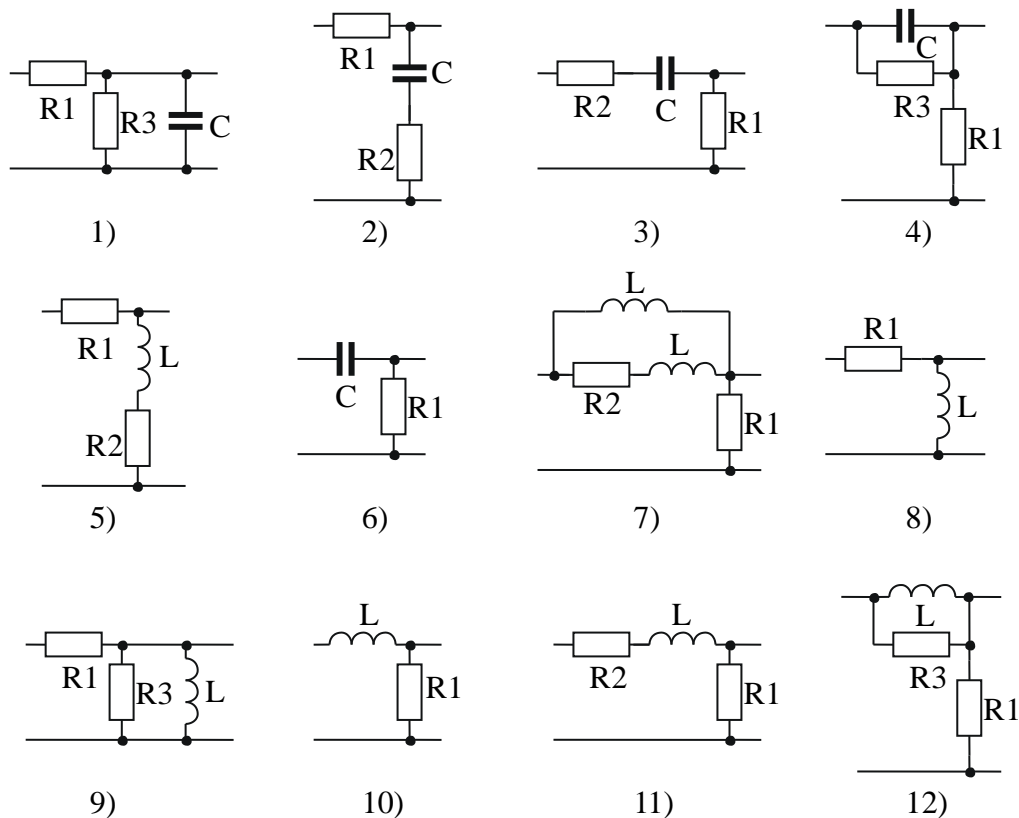 R1 R3 C
1)
R1 C
R2
2)
R2 C R1
3)
C
R3
R1
4)
R1 L
R2
5)
C R1
6)
L
L
R2 R1
7)
R1
L
8)
R1 R3 L
9)
L
R1
10)
L
R2 R1
11)
L
R3
R1
12)